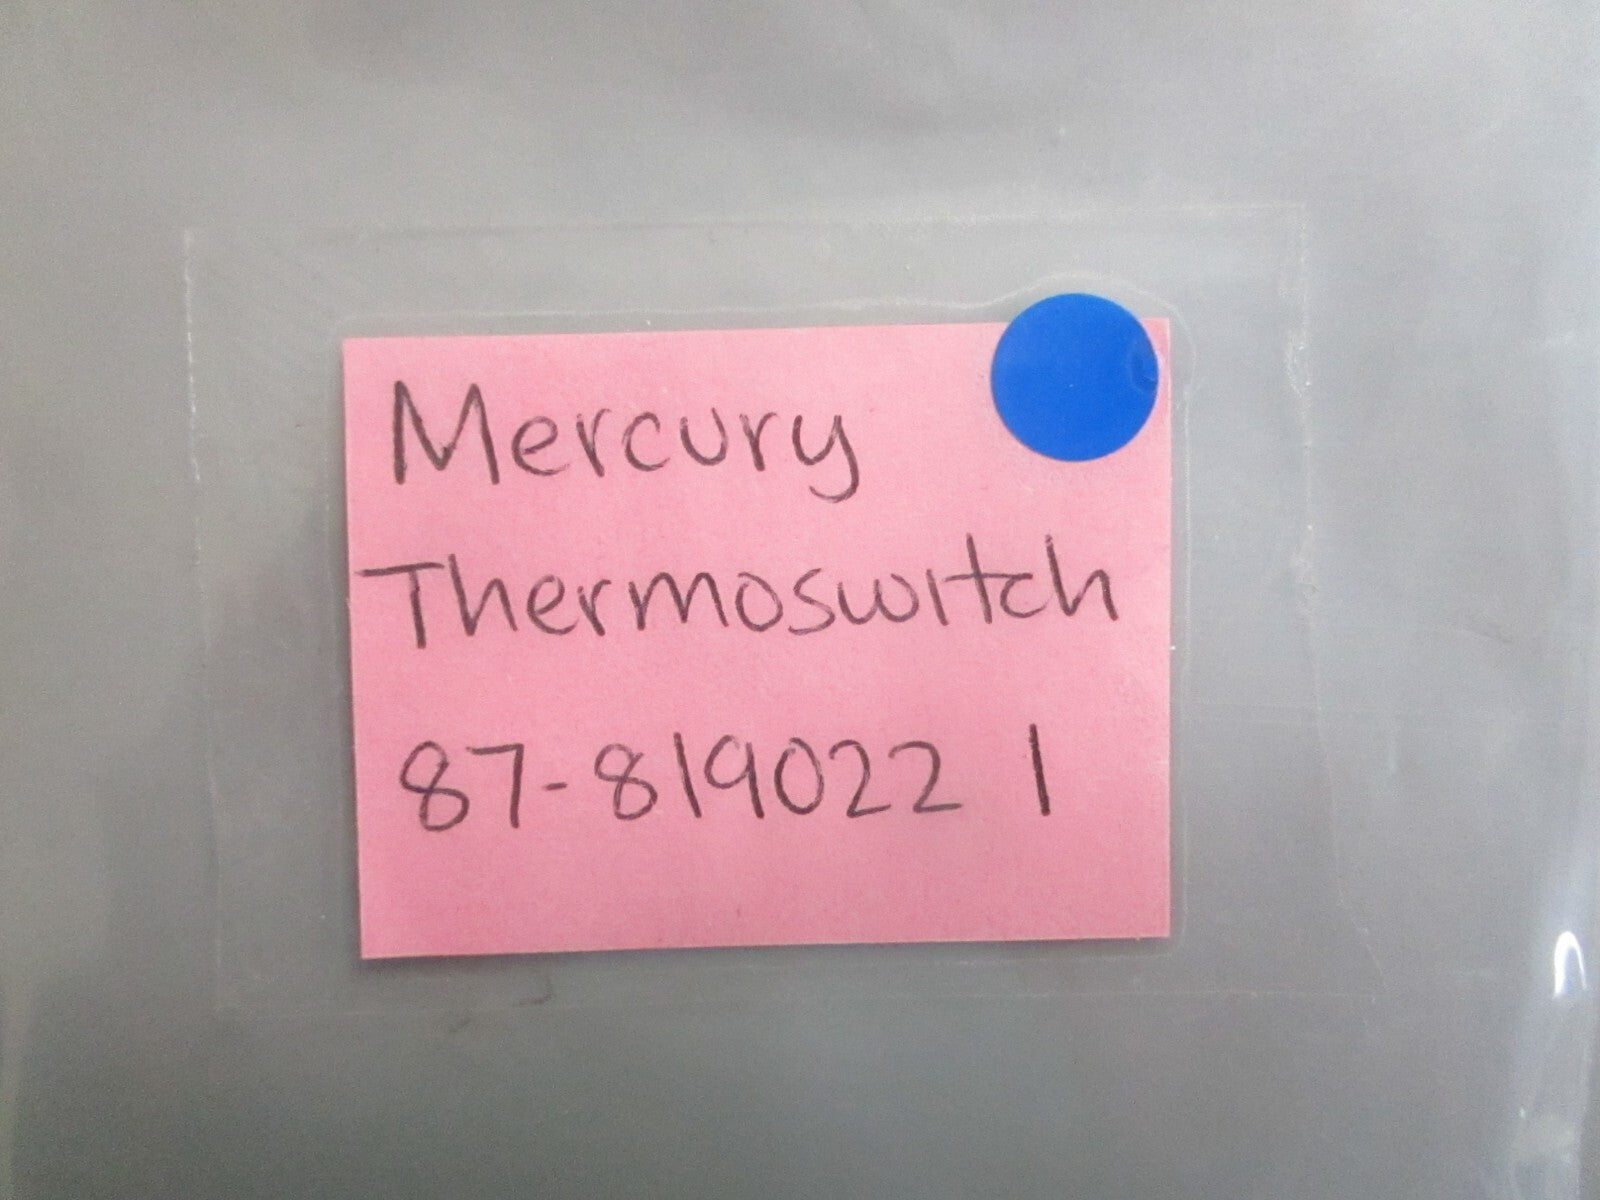 Mercury
Thermoswitch
87-819022 1